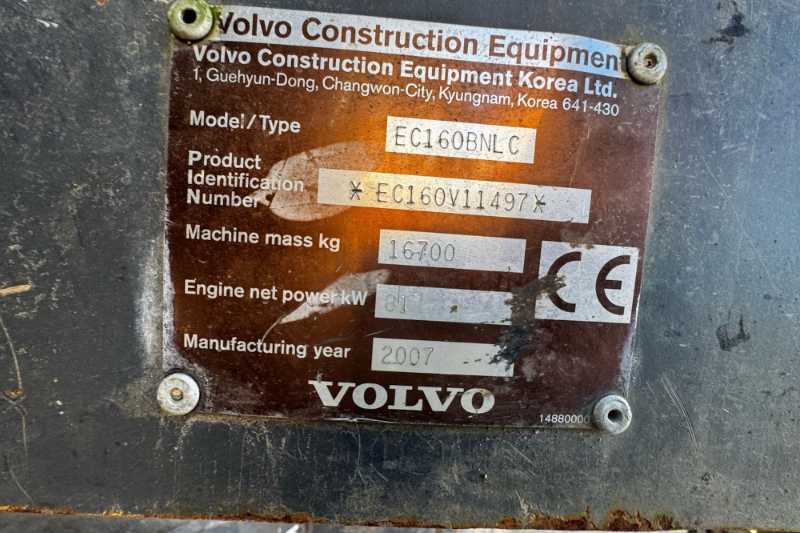 Volvo Construction Equipment
Volvo Construction Equipment Korea Ltd.
1, Guehyun-Dong, Changwon-City, Kyungnam, Korea 641-430
Model/Type EC160BNLC
Product
Identification
Number * EC160V11497*
Machine mass kg 16700
Engine net power kW
Manufacturing year 2007
CE
VOLVO